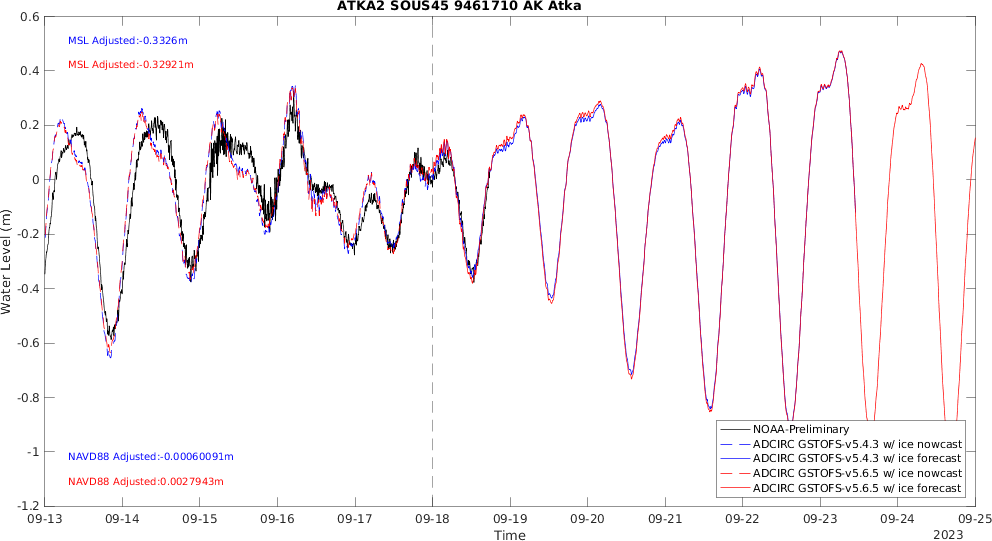 ATKA2 SOUS45 9461710 AK Atka
MSL Adjusted:-0.3326m
MSL Adjusted:-0.32921m
0.6
0.4
0.2
0
-0.2
-0.4
-0.6
-0.8
-1
-1.2
Water Level (m)
NAVD88 Adjusted:-0.00060091m
NAVD88 Adjusted:0.0027943m
NOAA-Preliminary
ADCIRC GSTOFS-v5.4.3 w/ ice nowcast
ADCIRC GSTOFS-v5.4.3 w/ ice forecast
ADCIRC GSTOFS-v5.6.5 w/ ice nowcast
ADCIRC GSTOFS-v5.6.5 w/ ice forecast
09-13 09-14 09-15 09-16 09-17 09-18 09-19 09-20 09-21 09-22 09-23 09-24 09-25
Time
2023